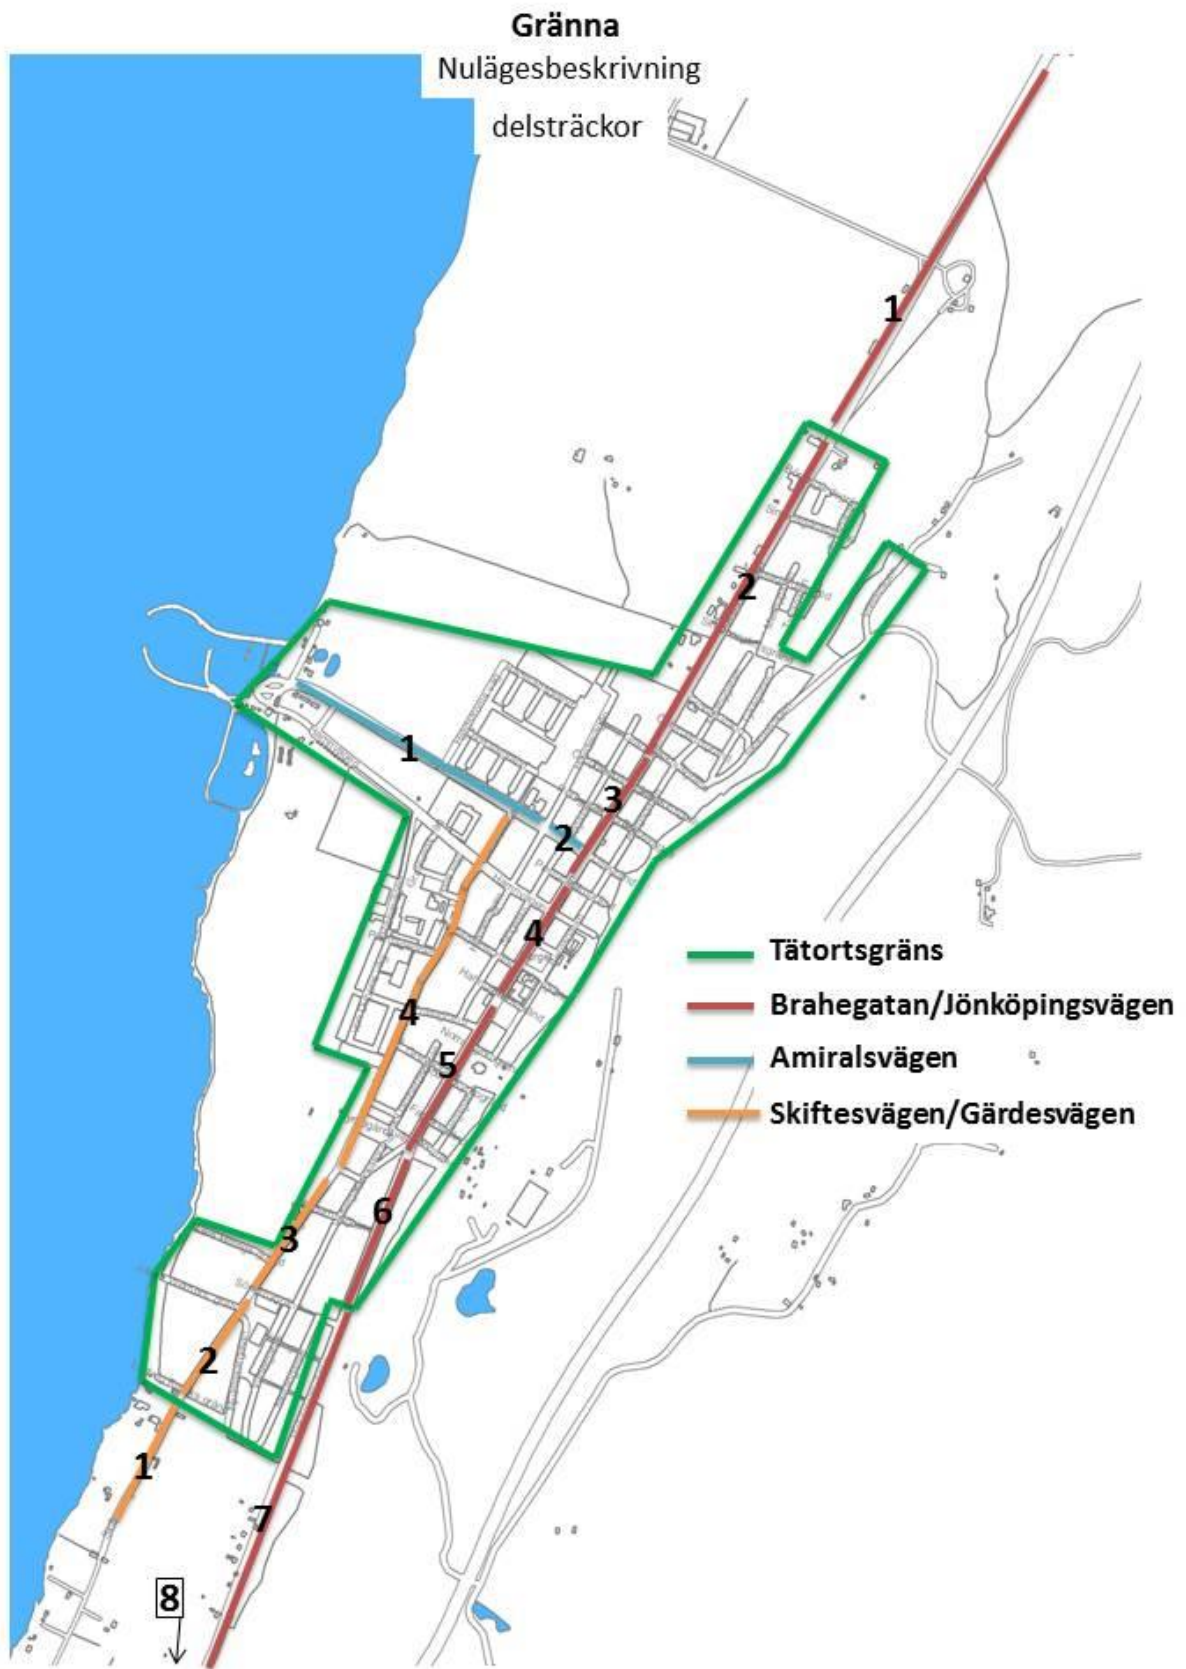 Gränna
Nulägesbeskrivning
delsträckor
1
2
1
3
2
4
4
5
6
3
2
1
7
8
Tätortsgräns
Brahegatan/Jönköpingsvägen
Amiralsvägen
Skiftesvägen/Gärdesvägen